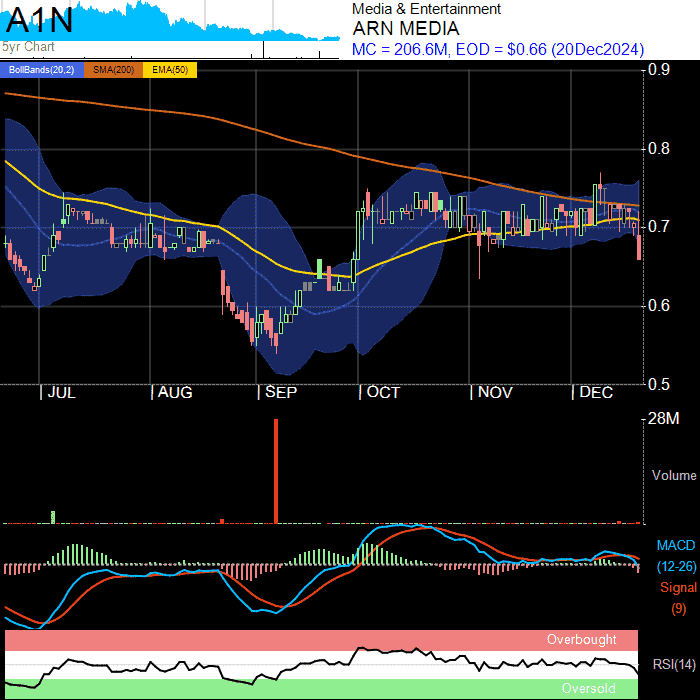 A1N
5yr Chart
Media & Entertainment
ARN MEDIA
MC = 206.6M, EOD = $0.66 (20Dec2024)
BollBands(20,2) SMA(200) EMA(50)
0.9
0.8
0.7
0.6
0.5
JUL AUG SEP OCT NOV DEC
28M
Volume
MACD
(12-26)
Signal
(9)
Overbought
RSI(14)
Oversold